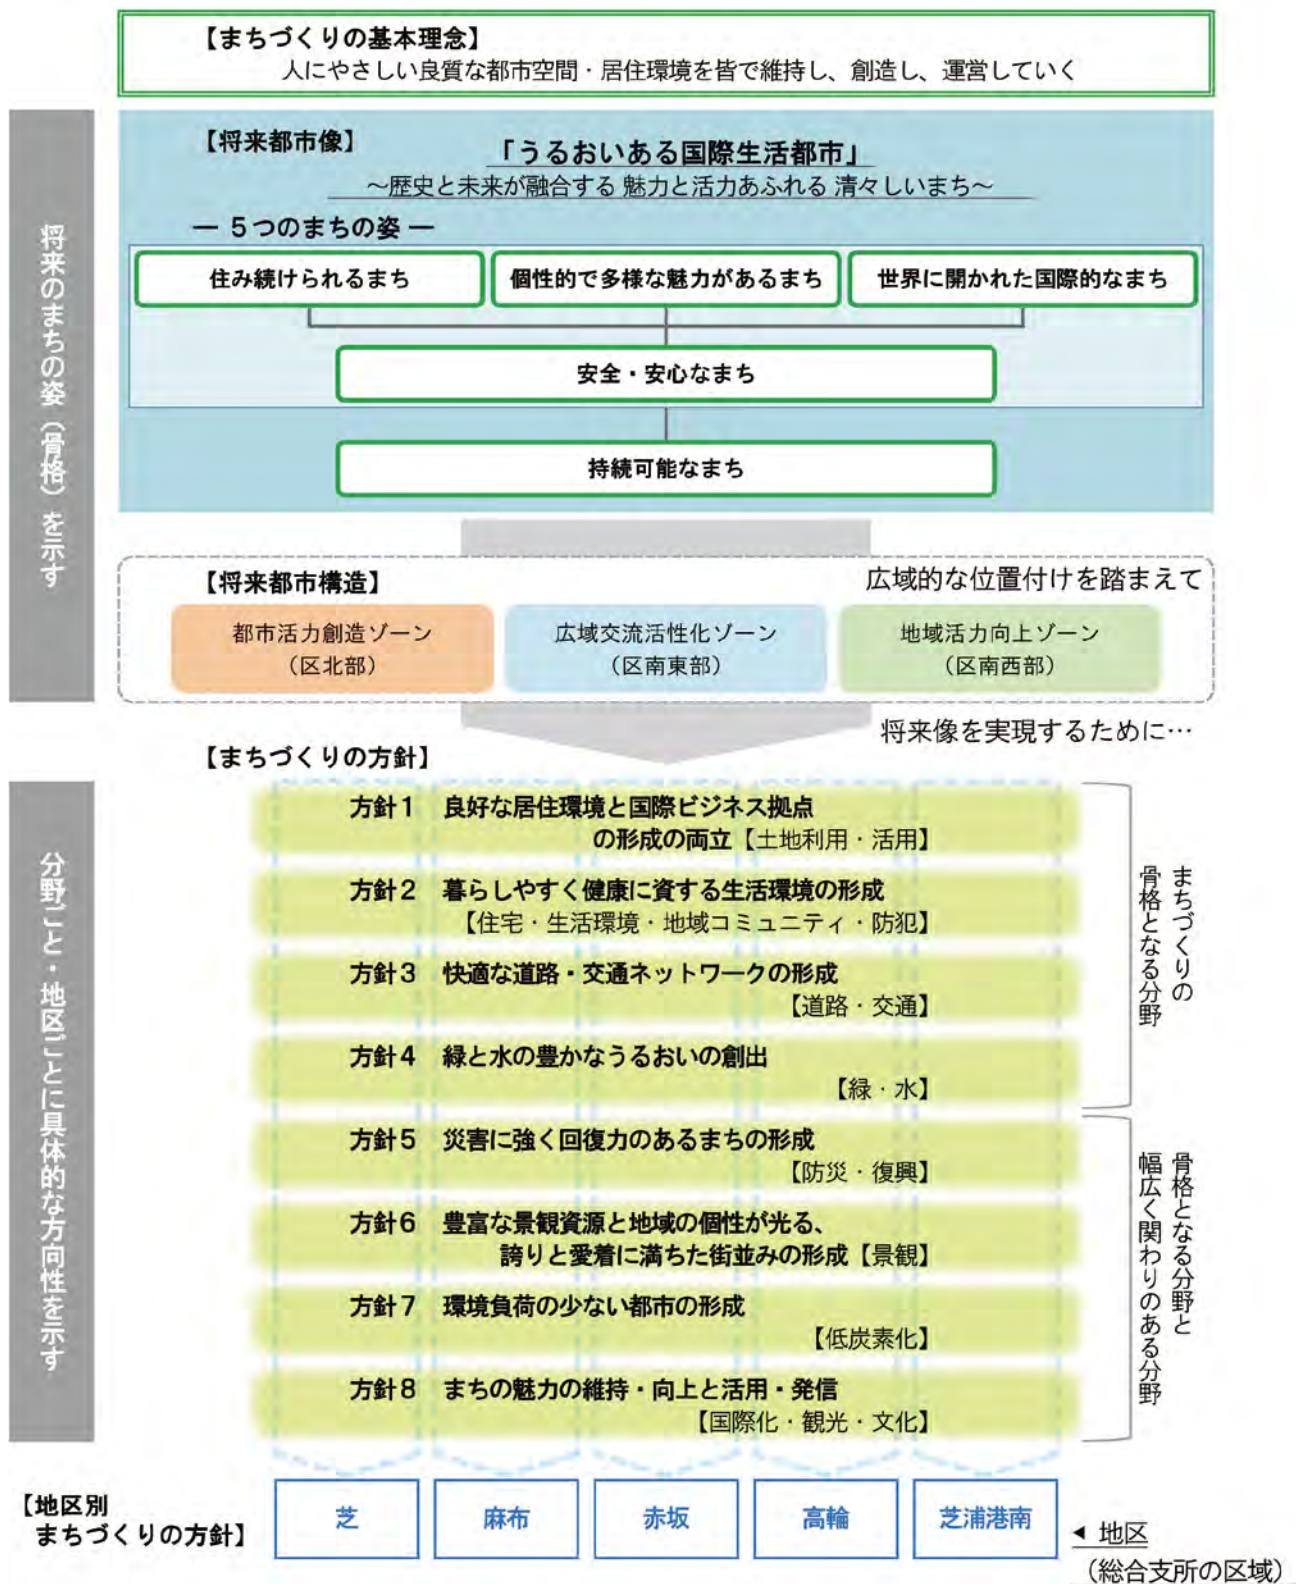 【まちづくりの基本理念】
人にやさしい良質な都市空間・居住環境を皆で維持し、創造し、運営していく
将来のまちの姿（骨格）を示す
【将来都市像】
「うるおいある国際生活都市」
～歴史と未来が融合する 魅力と活力あふれる 清々しいまち～
― 5つのまちの姿 ―
住み続けられるまち
個性的で多様な魅力があるまち
世界に開かれた国際的なまち
安全・安心なまち
持続可能なまち
【将来都市構造】
広域的な位置付けを踏まえて
都市活力創造ゾーン
（区北部）
広域交流活性化ゾーン
（区南東部）
地域活力向上ゾーン
（区南西部）
将来像を実現するために…
【まちづくりの方針】
分野ごと・地区ごとに具体的な方向性を示す
方針1 良好な居住環境と国際ビジネス拠点
の形成の両立【土地利用・活用】
方針2 暮らしやすく健康に資する生活環境の形成
【住宅・生活環境・地域コミュニティ・防犯】
方針3 快適な道路・交通ネットワークの形成
【道路・交通】
方針4 緑と水の豊かなうるおいの創出
【緑・水】
まちづくりの
骨格となる分野
方針5 災害に強く回復力のあるまちの形成
【防災・復興】
方針6 豊富な景観資源と地域の個性が光る、
誇りと愛着に満ちた街並みの形成【景観】
方針7 環境負荷の少ない都市の形成
【低炭素化】
方針8 まちの魅力の維持・向上と活用・発信
【国際化・観光・文化】
骨格となる分野と
幅広く関わりのある分野
【地区別
まちづくりの方針】
芝
麻布
赤坂
高輪
芝浦港南
◀ 地区
（総合支所の区域）